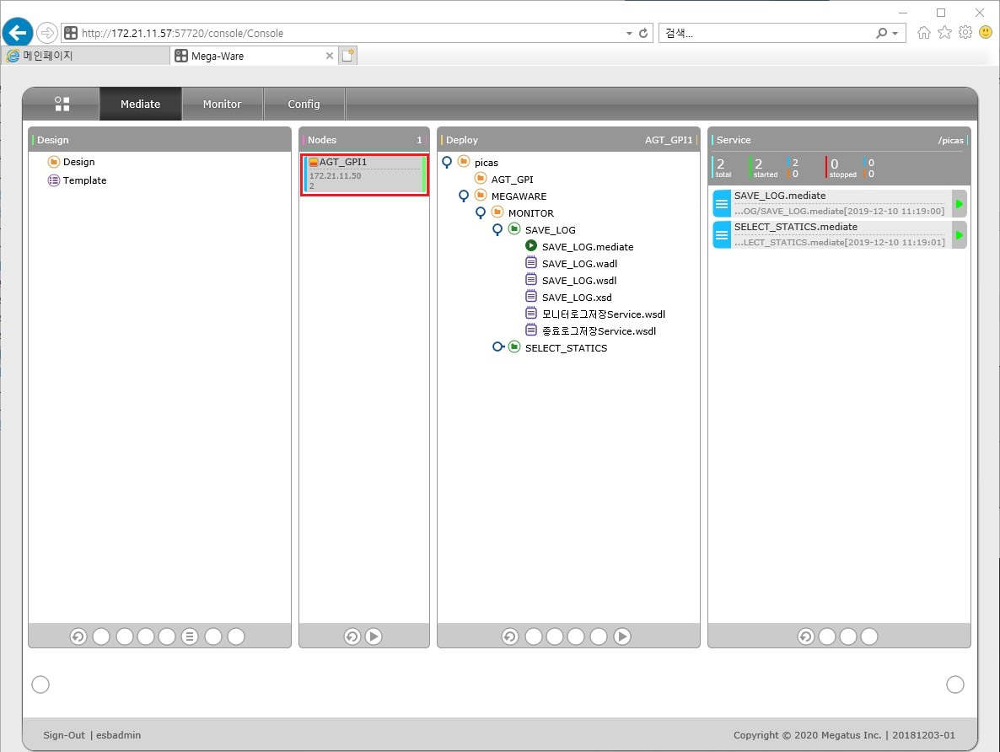 http://172.21.11.57:57720/console/Console
검색...
메인페이지
Mega-Ware
Mediate
Monitor
Config
Design
Design
Template
Nodes 1
AGT_GPI1
172.21.11.50
2
Deploy AGT_GPI1
picas
AGT_GPI
MEGAWARE
MONITOR
SAVE_LOG
SAVE_LOG.mediate
SAVE_LOG.wadl
SAVE_LOG.wsdl
SAVE_LOG.xsd
모니터로그저장Service.wsdl
종료로그저장Service.wsdl
SELECT_STATICS
Service /picas
2 total
2 started
2
0
0 stopped
0
0
SAVE_LOG.mediate
...OG/SAVE_LOG.mediate[2019-12-10 11:19:00]
SELECT_STATICS.mediate
...LECT_STATICS.mediate[2019-12-10 11:19:01]
Sign-Out | esbadmin
Copyright © 2020 Megatus Inc. | 20181203-01